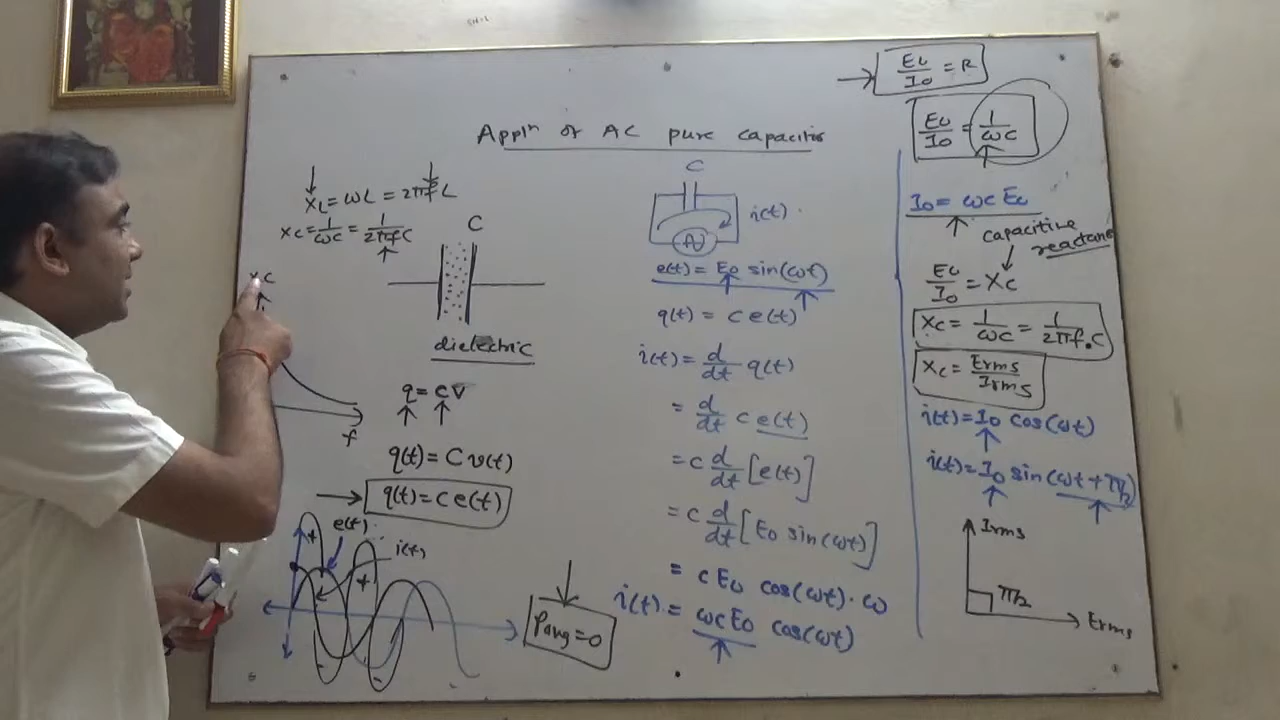 Appln of AC pure capacitor
XL = ωL = 2πfL
XC = 1/ωC = 1/2πfC
C
dielectric
XC
f
q = CV
q(t) = C v(t)
q(t) = C e(t)
e(t)
i(t)
+
+
-
-
Pavg = 0
C
i(t)
e(t) = E0 sin(ωt)
q(t) = C e(t)
i(t) = d/dt q(t)
= d/dt C e(t)
= C d/dt [e(t)]
= C d/dt [E0 sin(ωt)]
= C E0 cos(ωt) · ω
i(t) = ωCE0 cos(ωt)
E0/I0 = R
E0/I0 = 1/ωC
I0 = ωC E0
capacitive
E0/I0 = XC
XC = 1/ωC = 1/2πf.C
XC = Erms/Irms
i(t) = I0 cos(ωt)
i(t) = I0 sin(ωt + π/2)
Irms
π/2
Erms